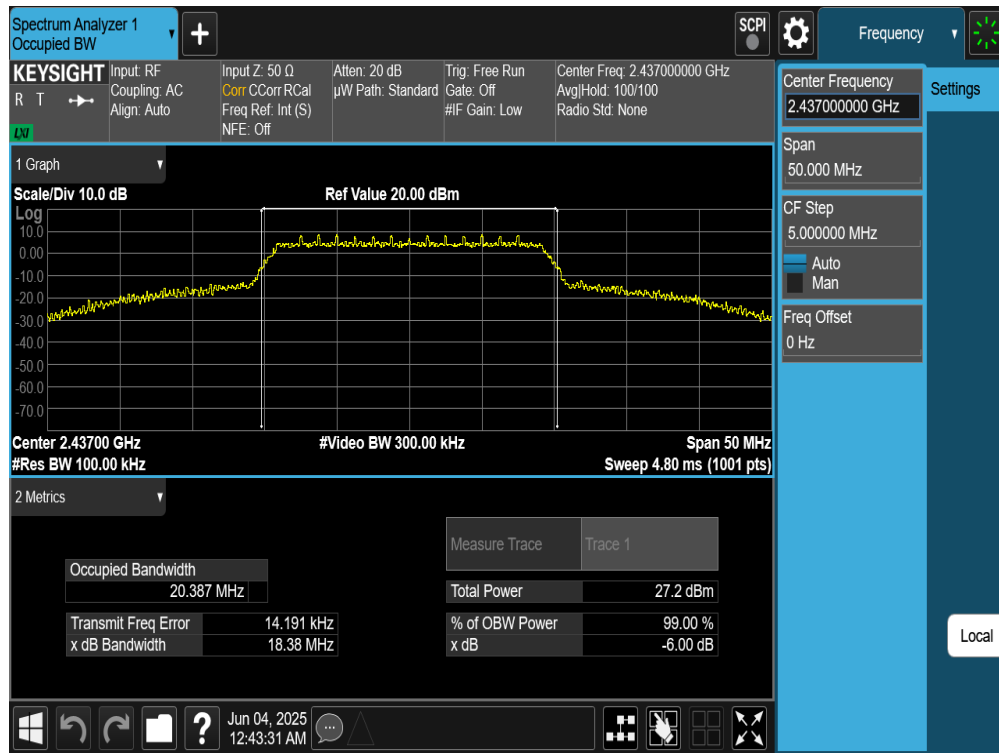 Spectrum Analyzer 1
Occupied BW
+
SCPI
Frequency
KEYSIGHT
R T
LXI
Input: RF
Coupling: AC
Align: Auto
Input Z: 50 Ω
Corr CCorr RCal
Freq Ref: Int (S)
NFE: Off
Atten: 20 dB
µW Path: Standard
Trig: Free Run
Gate: Off
#IF Gain: Low
Center Freq: 2.437000000 GHz
Avg|Hold: 100/100
Radio Std: None
Center Frequency
2.437000000 GHz
Settings
Span
50.000 MHz
CF Step
5.000000 MHz
Auto
Man
Freq Offset
0 Hz
Local
1 Graph
Scale/Div 10.0 dB
Ref Value 20.00 dBm
Log
10.0
0.00
-10.0
-20.0
-30.0
-40.0
-50.0
-60.0
-70.0
Center 2.43700 GHz
#Video BW 300.00 kHz
Span 50 MHz
#Res BW 100.00 kHz
Sweep 4.80 ms (1001 pts)
2 Metrics
Measure Trace
Trace 1
Occupied Bandwidth
20.387 MHz
Total Power
27.2 dBm
Transmit Freq Error
14.191 kHz
% of OBW Power
99.00 %
x dB Bandwidth
18.38 MHz
x dB
-6.00 dB
?
Jun 04, 2025
12:43:31 AM